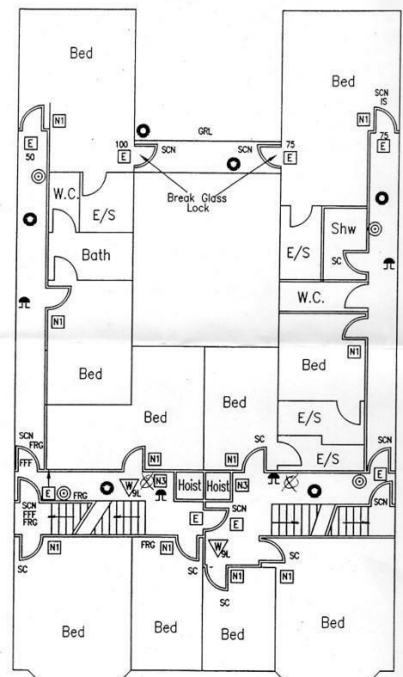 Bed
Bed
SCN
IS
N1
N1
E
50
GRL
100
SCN
E
SCN
75
E
75
E
Break Glass
Lock
W.C.
E/S
E/S
Shw
SC
Bath
W.C.
N1
N1
Bed
Bed
Bed
Bed
E/S
E/S
SCN
FRG
FFF
N1
N1
SC
SCN
E
FRG
W
9L
N3
Hoist
Hoist
N3
E
SCN
FFF
FRG
E
SCN
E
SCN
N1
FRG
N1
W
9L
SC
SC
N1
N1
SC
SC
Bed
Bed
Bed
Bed